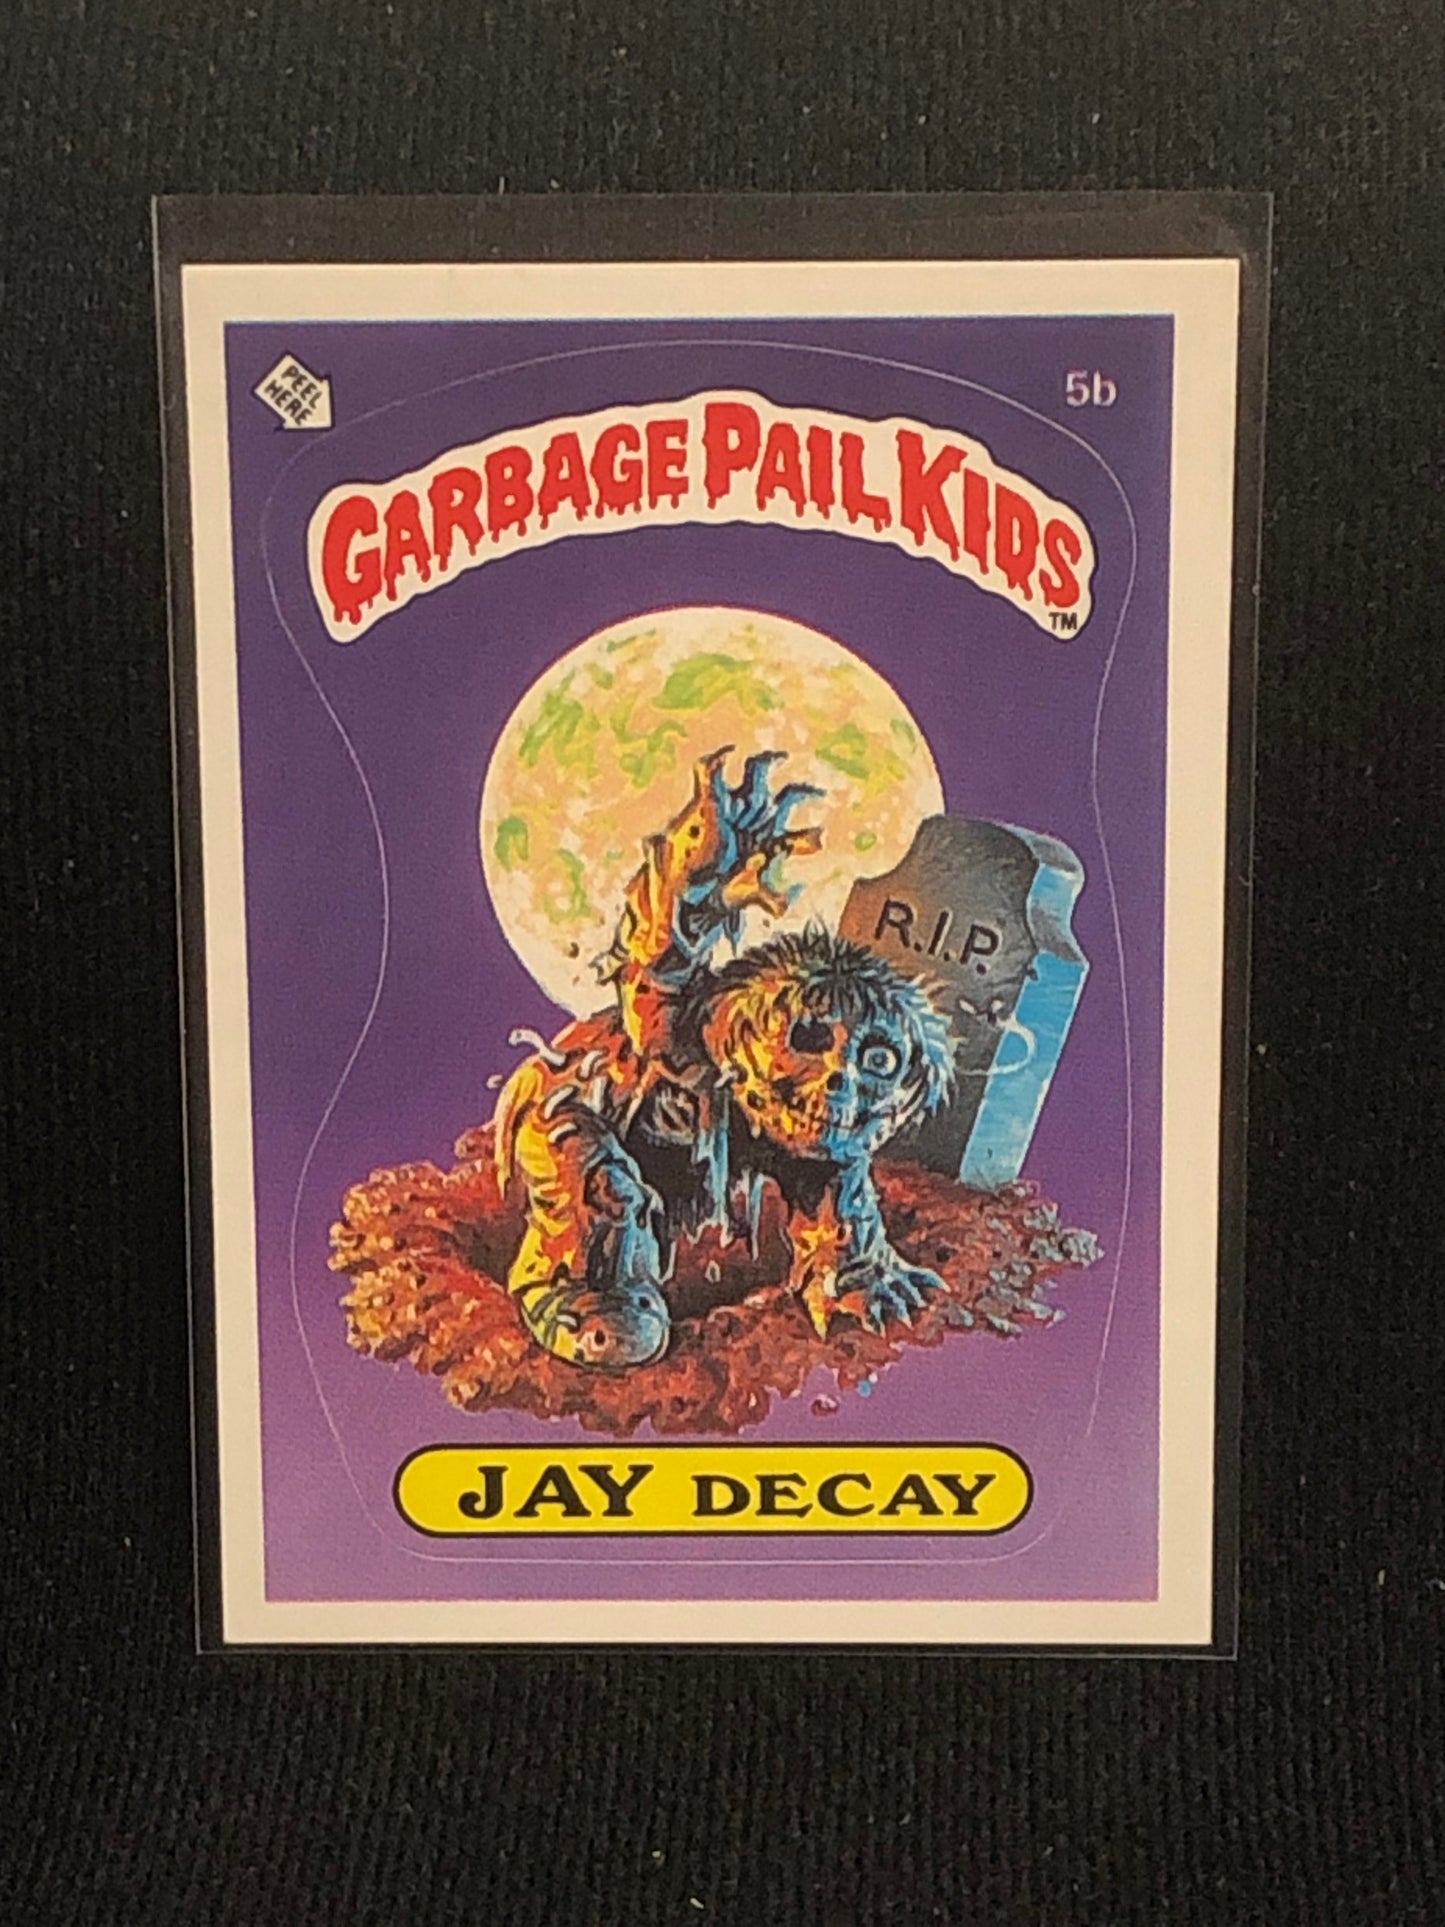 PEEL
HERE
5b
GARBAGE PAIL KIDS
TM
R.I.P.
JAY DECAY